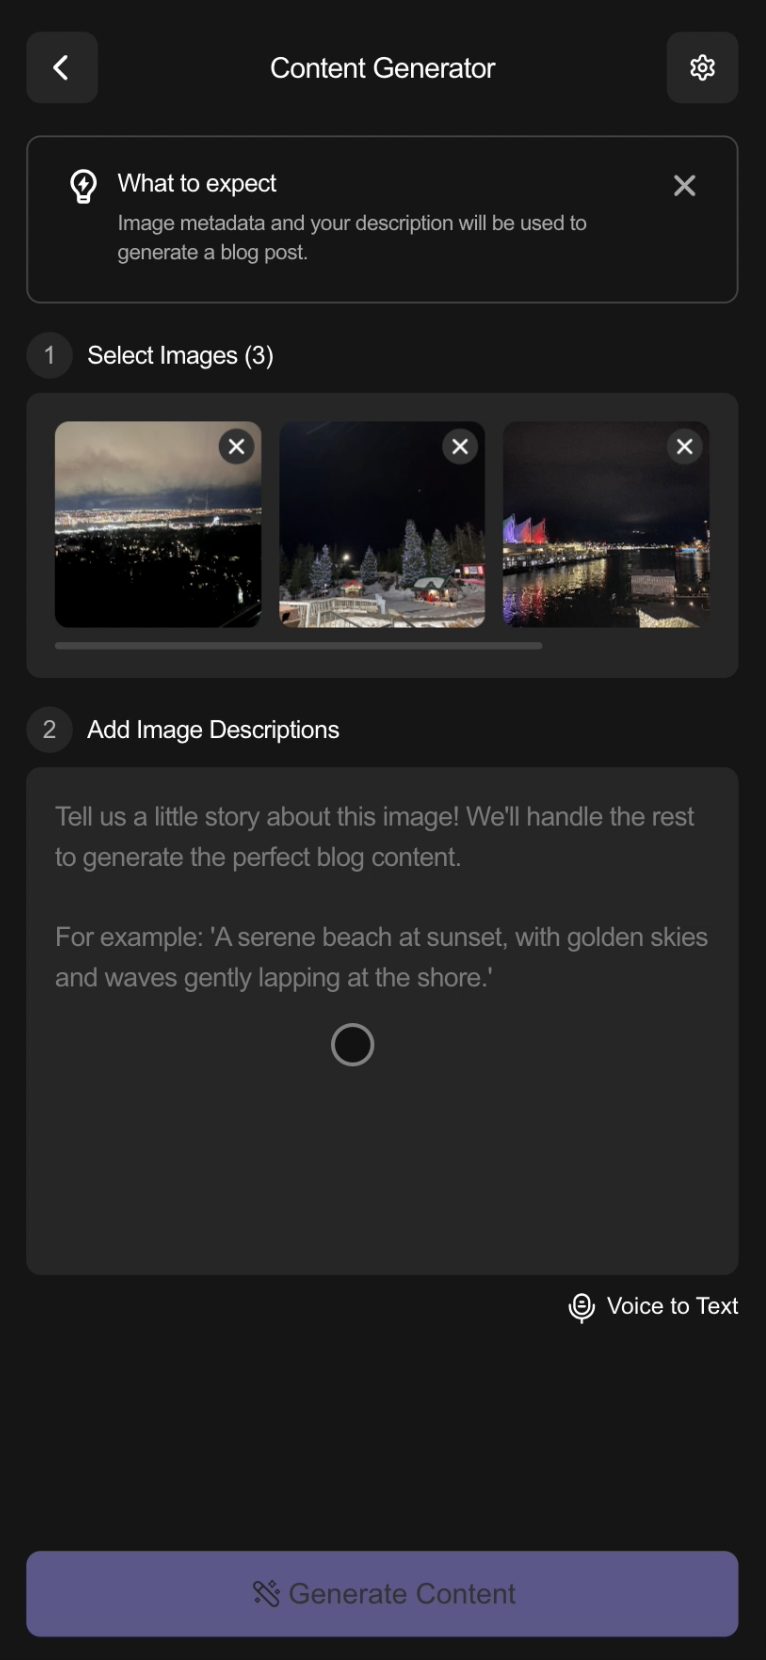 Content Generator
What to expect
Image metadata and your description will be used to
generate a blog post.
1 Select Images (3)
2 Add Image Descriptions
Tell us a little story about this image! We'll handle the rest
to generate the perfect blog content.
For example: 'A serene beach at sunset, with golden skies
and waves gently lapping at the shore.'
Voice to Text
Generate Content